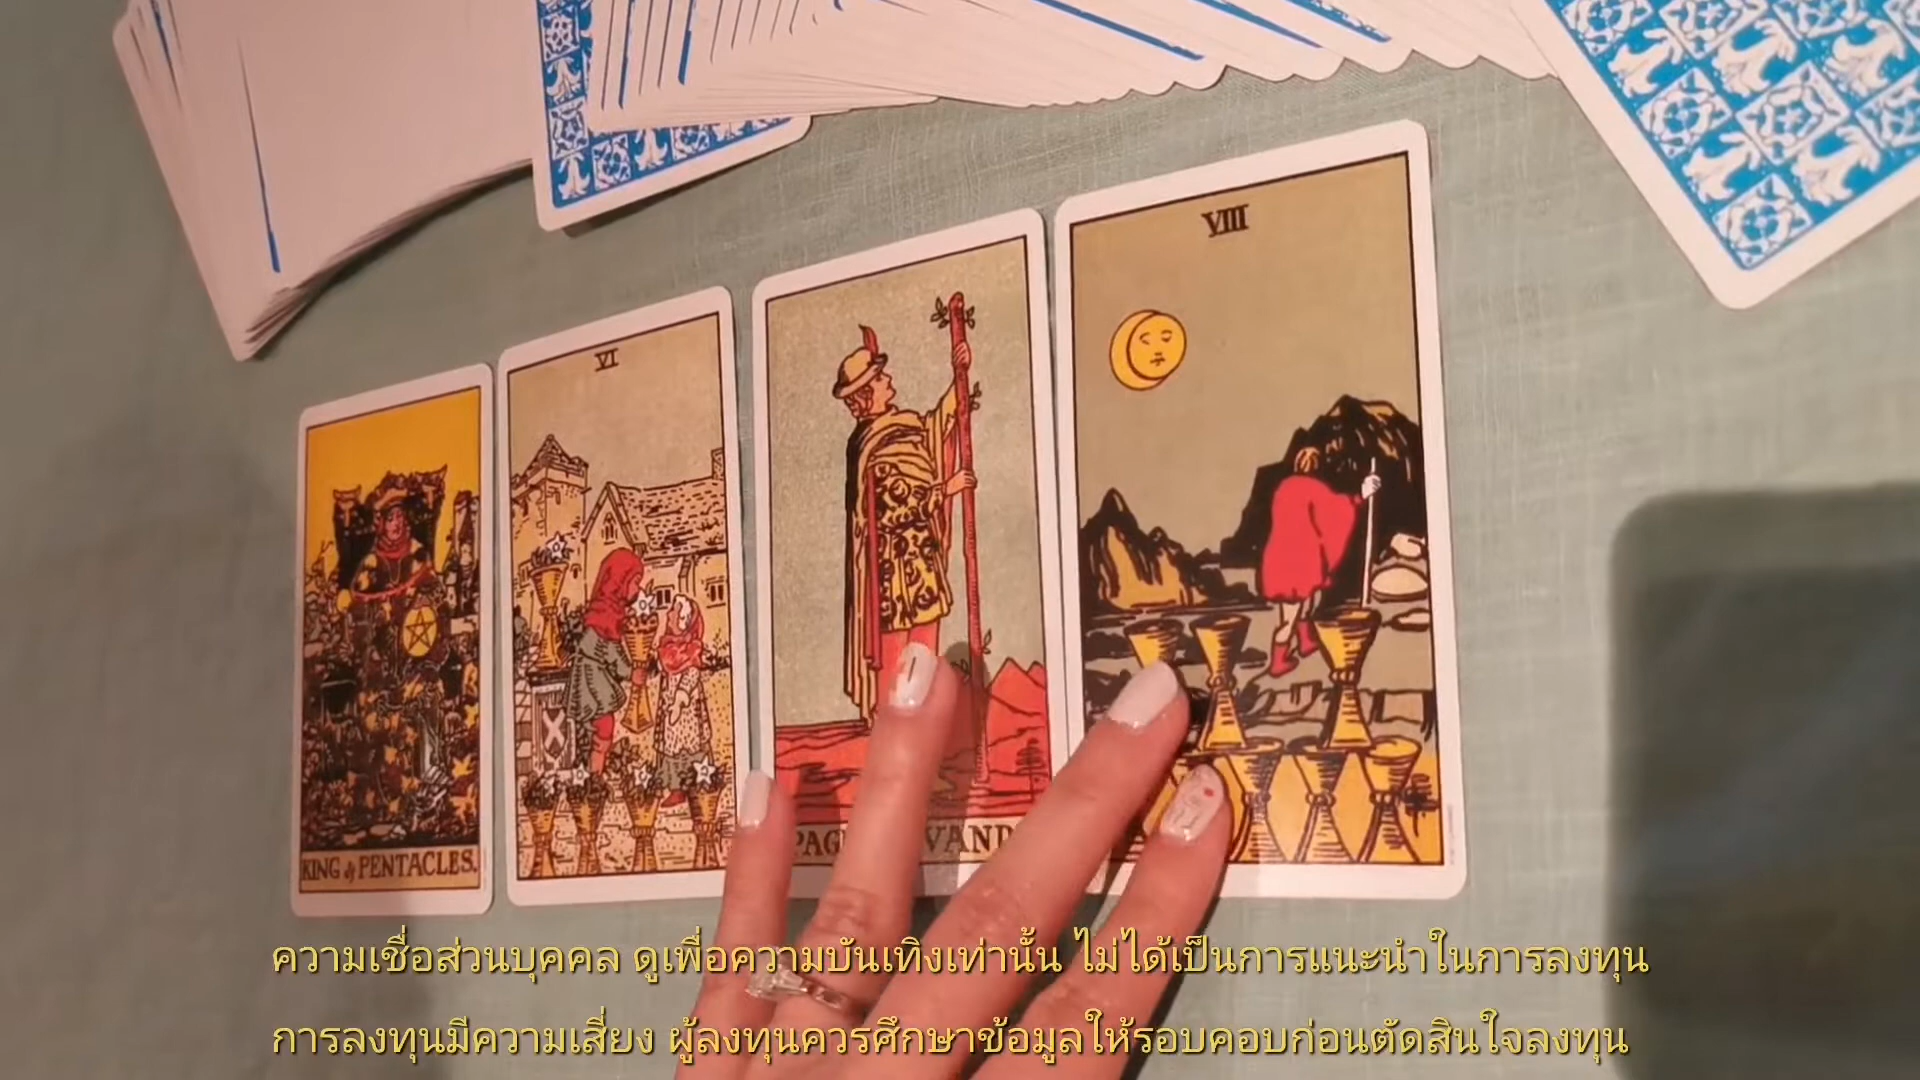 VIII
VI
KING of PENTACLES.
ความเชื่อส่วนบุคคล ดูเพื่อความบันเทิงเท่านั้น ไม่ได้เป็นการแนะนำในการลงทุน
การลงทุนมีความเสี่ยง ผู้ลงทุนควรศึกษาข้อมูลให้รอบคอบก่อนตัดสินใจลงทุน